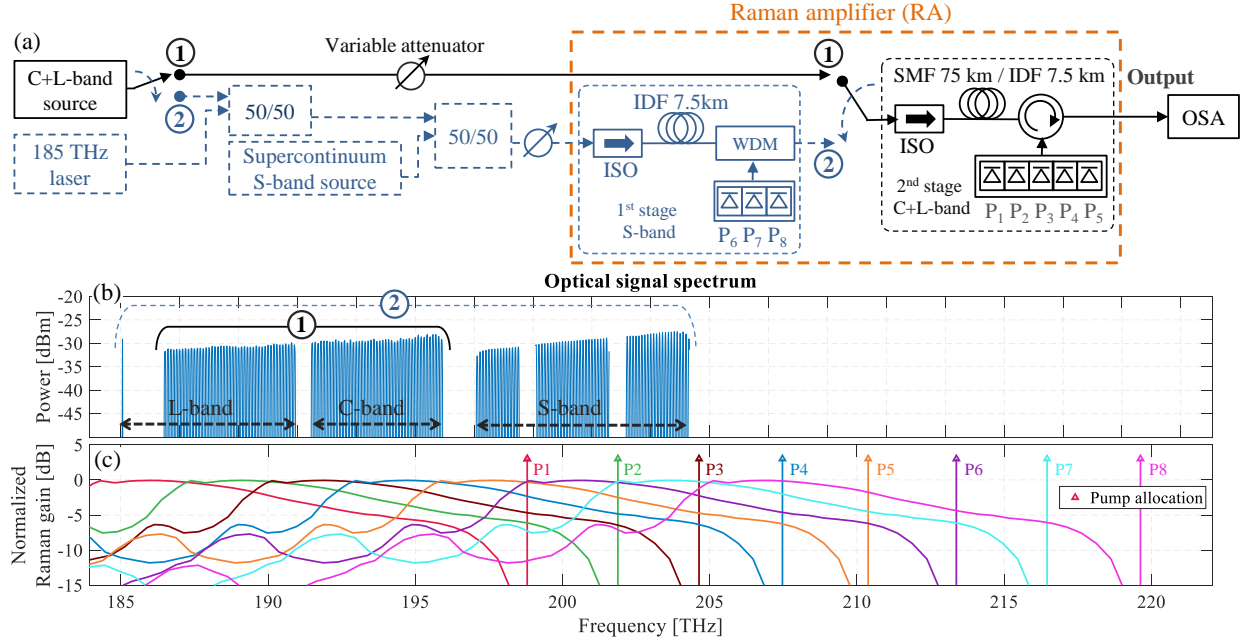 Raman amplifier (RA)
(a)
1
Variable attenuator
1
C+L-band
source
SMF 75 km / IDF 7.5 km
Output
2
50/50
IDF 7.5km
50/50
OSA
185 THz
laser
Supercontinuum
S-band source
ISO
WDM
2
ISO
1st stage
S-band
P6 P7 P8
2nd stage
C+L-band
P1 P2 P3 P4 P5
Optical signal spectrum
(b)
2
1
Power [dBm]
-20
-25
-30
-35
-40
-45
L-band
C-band
S-band
(c)
Normalized
Raman gain [dB]
5
0
-5
-10
-15
P1
P2
P3
P4
P5
P6
P7
P8
Pump allocation
185
190
195
200
205
210
215
220
Frequency [THz]